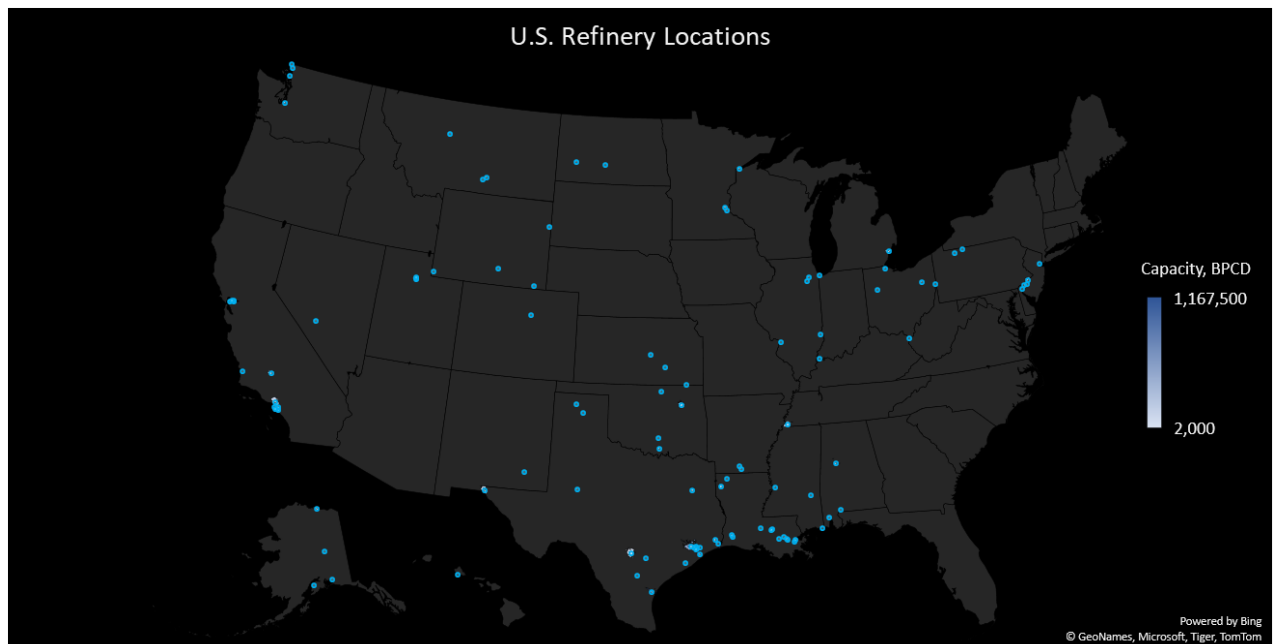 U.S. Refinery Locations
Capacity, BPCD
1,167,500
2,000
Powered by Bing
© GeoNames, Microsoft, Tiger, TomTom